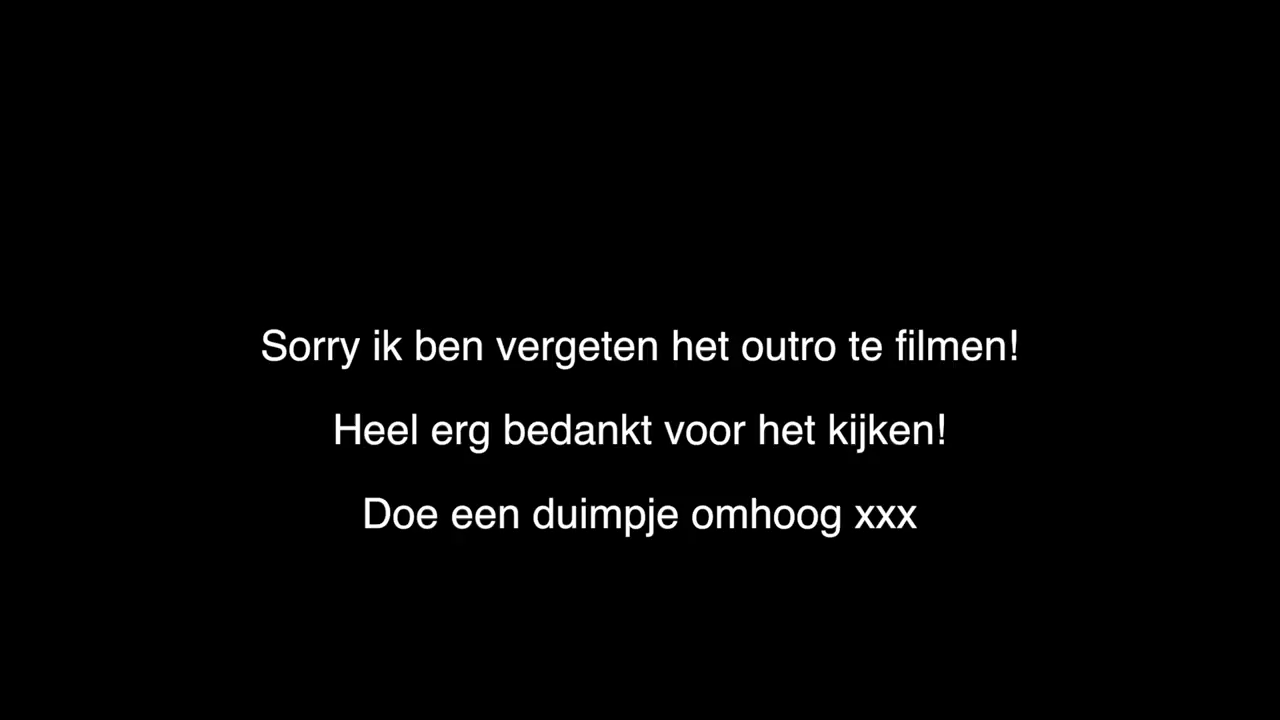 Sorry ik ben vergeten het outro te filmen!
Heel erg bedankt voor het kijken!
Doe een duimpje omhoog xxx